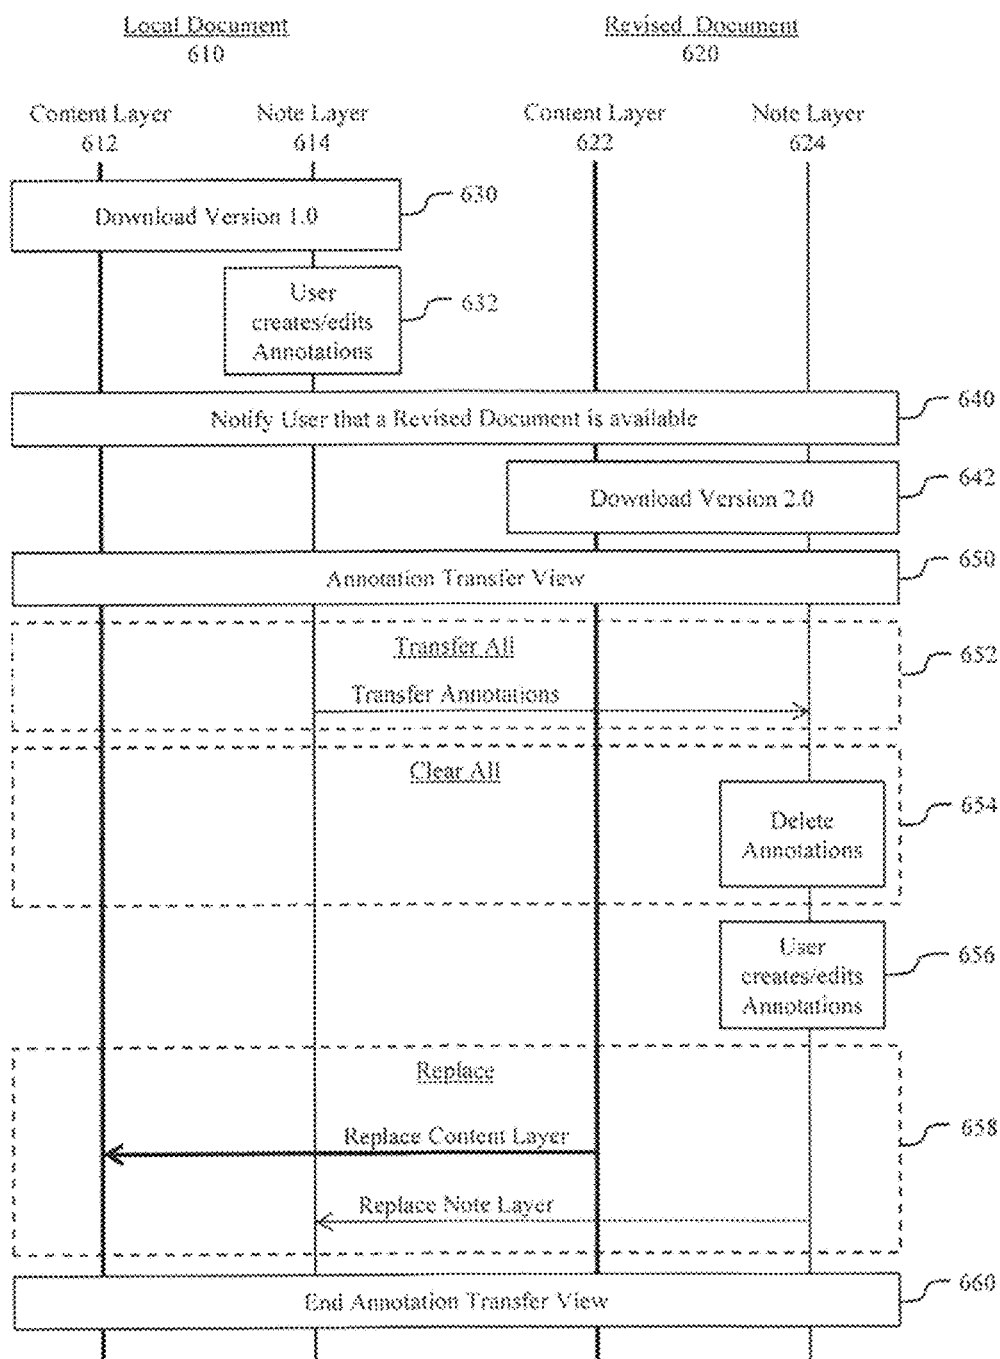 Local Document
610
Revised Document
620
Content Layer
612
Note Layer
614
Content Layer
622
Note Layer
624
Download Version 1.0
630
User
creates/edits
Annotations
632
Notify User that a Revised Document is available
640
Download Version 2.0
642
Annotation Transfer View
650
Transfer All
652
Transfer Annotations
Clear All
Delete
Annotations
654
User
creates/edits
Annotations
656
Replace
Replace Content Layer
658
Replace Note Layer
End Annotation Transfer View
660